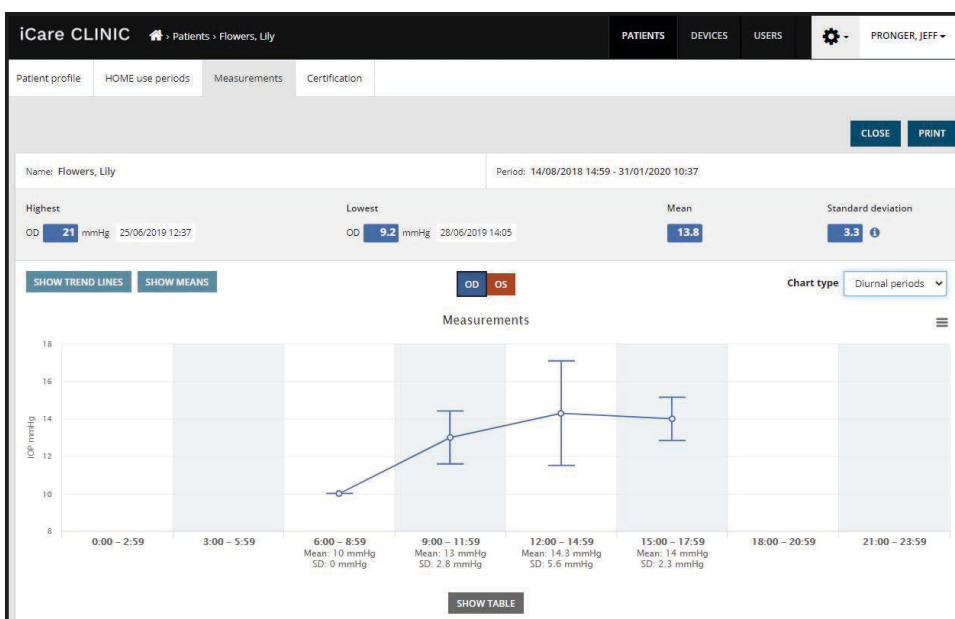 iCare CLINIC › Patients › Flowers, Lily PATIENTS DEVICES USERS PRONGER, JEFF
Patient profile HOME use periods Measurements Certification
CLOSE PRINT
Name: Flowers, Lily Period: 14/08/2018 14:59 - 31/01/2020 10:37
Highest Lowest Mean Standard deviation
OD 21 mmHg 25/06/2019 12:37 OD 9.2 mmHg 28/06/2019 14:05 13.8 3.3 i
SHOW TREND LINES SHOW MEANS OD OS Chart type Diurnal periods
Measurements
18
16
14
12
10
8
IOP mmHg
0:00 – 2:59 3:00 – 5:59 6:00 – 8:59 9:00 – 11:59 12:00 – 14:59 15:00 – 17:59 18:00 – 20:59 21:00 – 23:59
Mean: 10 mmHg Mean: 13 mmHg Mean: 14.3 mmHg Mean: 14 mmHg
SD: 0 mmHg SD: 2.8 mmHg SD: 5.6 mmHg SD: 2.3 mmHg
SHOW TABLE